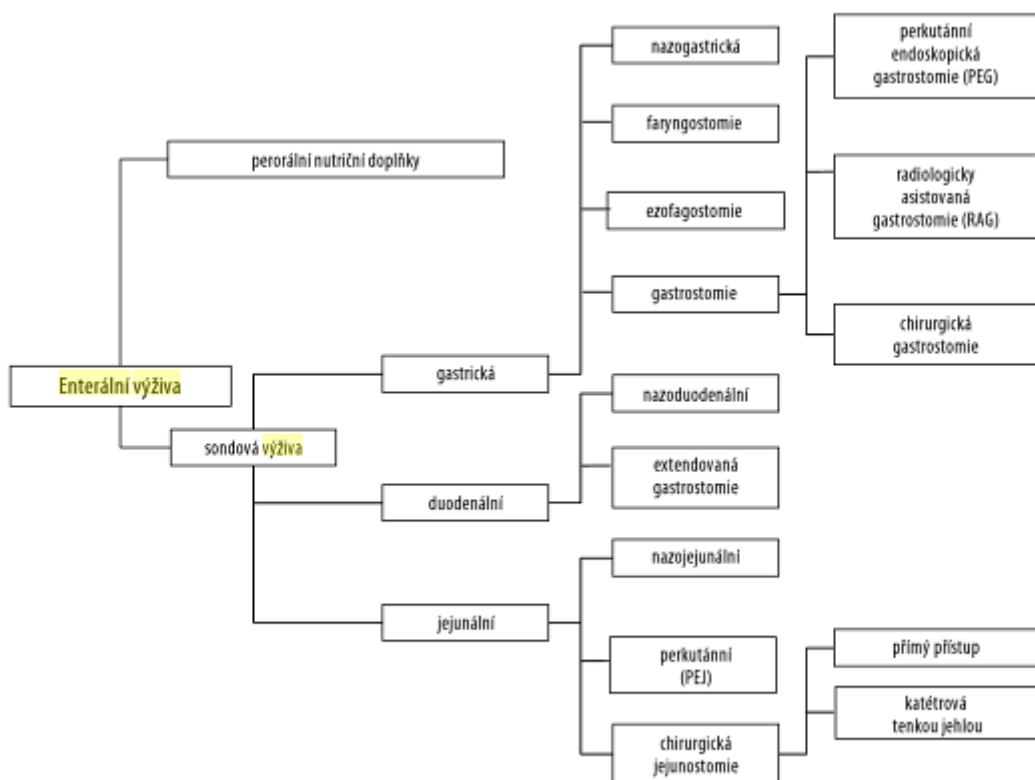 nazogastrická
perkutánní
endoskopická
gastrostomie (PEG)
faryngostomie
perorální nutriční doplňky
radiologicky
asistovaná
gastrostomie (RAG)
ezofagostomie
gastrostomie
chirurgická
gastrostomie
gastrická
Enterální výživa
nazoduodenální
sondová výživa
extendovaná
gastrostomie
duodenální
nazojejunální
jejunální
přímý přístup
perkutánní
(PEJ)
katétrová
tenkou jehlou
chirurgická
jejunostomie